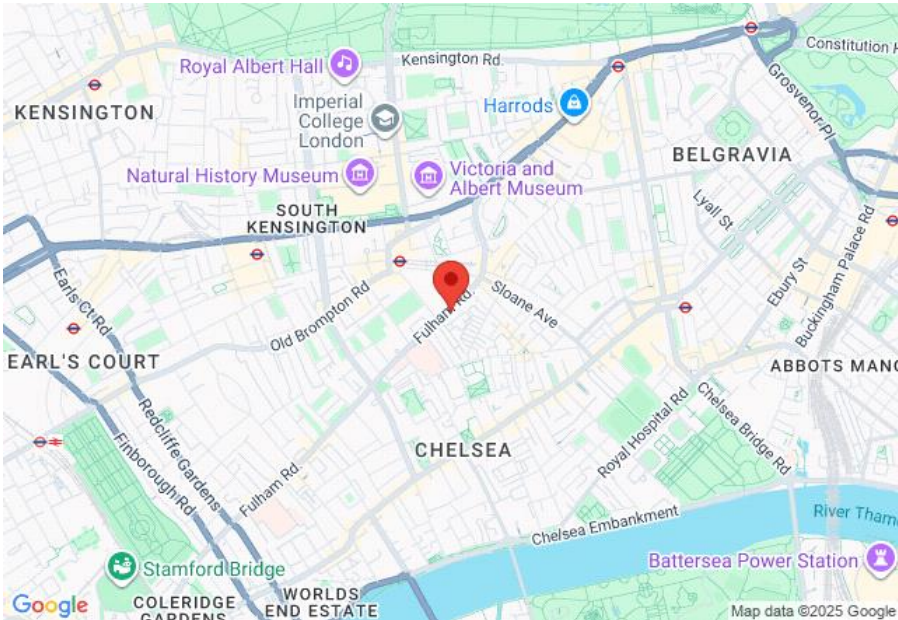 Royal Albert Hall
Kensington Rd.
Constitution H
KENSINGTON
Imperial
College
London
Harrods
Grosvenor Pl
BELGRAVIA
Natural History Museum
Victoria and
Albert Museum
SOUTH
KENSINGTON
Lyall St
Ebury St
Buckingham Palace Rd
Earls Ct Rd
Old Brompton Rd
Fulham Rd.
Sloane Ave
EARL'S COURT
ABBOTS MANO
Redcliffe Gardens
Finborough Rd
Fulham Rd
CHELSEA
Royal Hospital Rd
Chelsea Bridge Rd
Chelsea Embankment
River Tham
Battersea Power Station
Stamford Bridge
COLERIDGE
GARDENS
WORLDS
END ESTATE
Google
Map data ©2025 Google